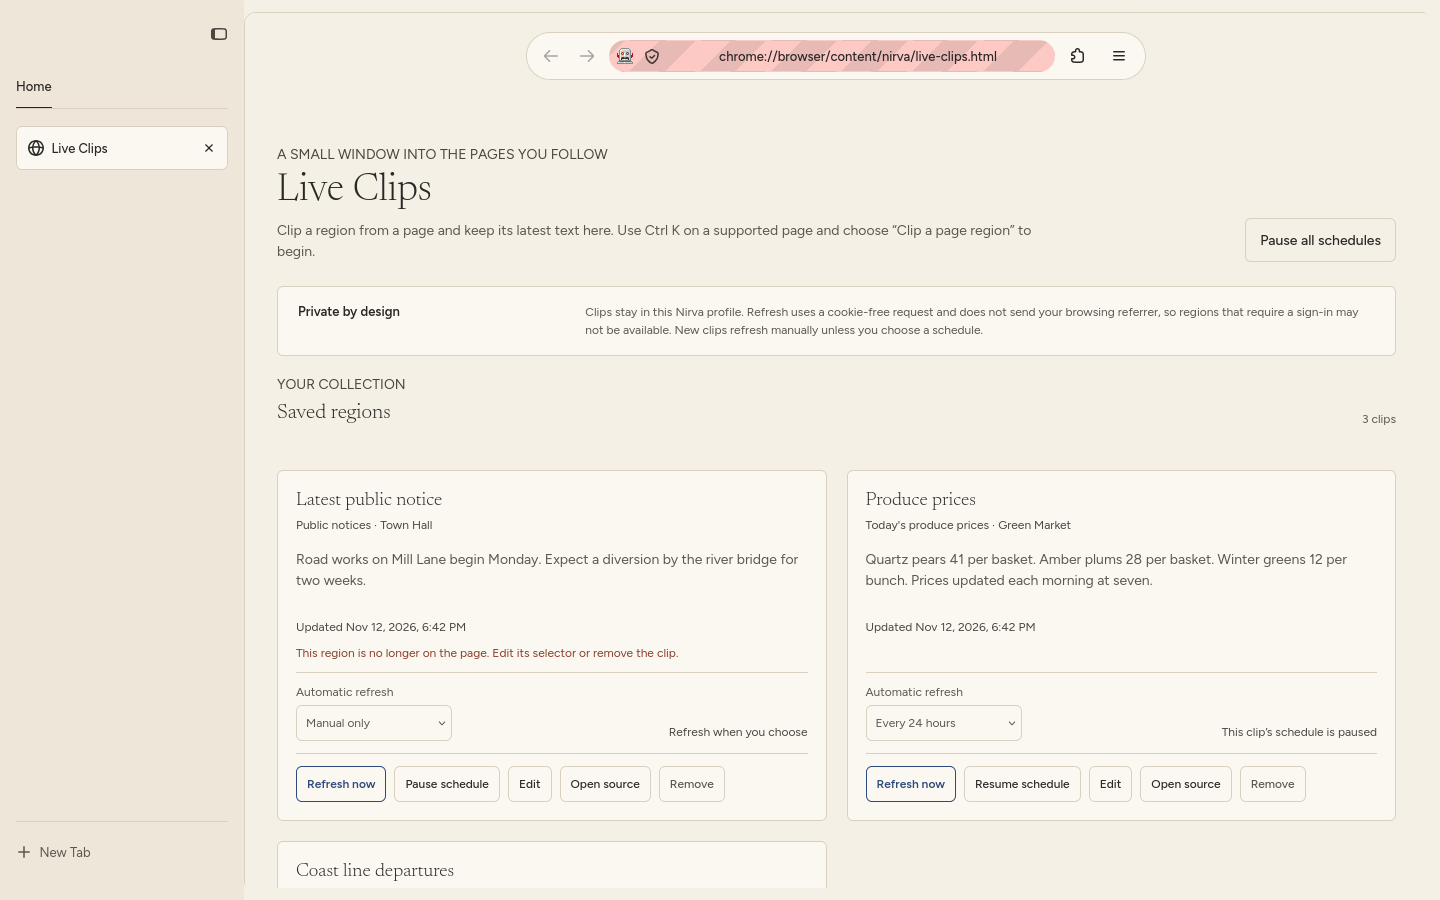 Home
Live Clips
New Tab
chrome://browser/content/nirva/live-clips.html
A SMALL WINDOW INTO THE PAGES YOU FOLLOW
Live Clips
Clip a region from a page and keep its latest text here. Use Ctrl K on a supported page and choose “Clip a page region” to
begin.
Pause all schedules
Private by design
Clips stay in this Nirva profile. Refresh uses a cookie-free request and does not send your browsing referrer, so regions that require a sign-in may
not be available. New clips refresh manually unless you choose a schedule.
YOUR COLLECTION
Saved regions
3 clips
Latest public notice
Public notices · Town Hall
Road works on Mill Lane begin Monday. Expect a diversion by the river bridge for
two weeks.
Updated Nov 12, 2026, 6:42 PM
This region is no longer on the page. Edit its selector or remove the clip.
Automatic refresh
Manual only
Refresh when you choose
Refresh now
Pause schedule
Edit
Open source
Remove
Produce prices
Today's produce prices · Green Market
Quartz pears 41 per basket. Amber plums 28 per basket. Winter greens 12 per
bunch. Prices updated each morning at seven.
Updated Nov 12, 2026, 6:42 PM
Automatic refresh
Every 24 hours
This clip’s schedule is paused
Refresh now
Resume schedule
Edit
Open source
Remove
Coast line departures